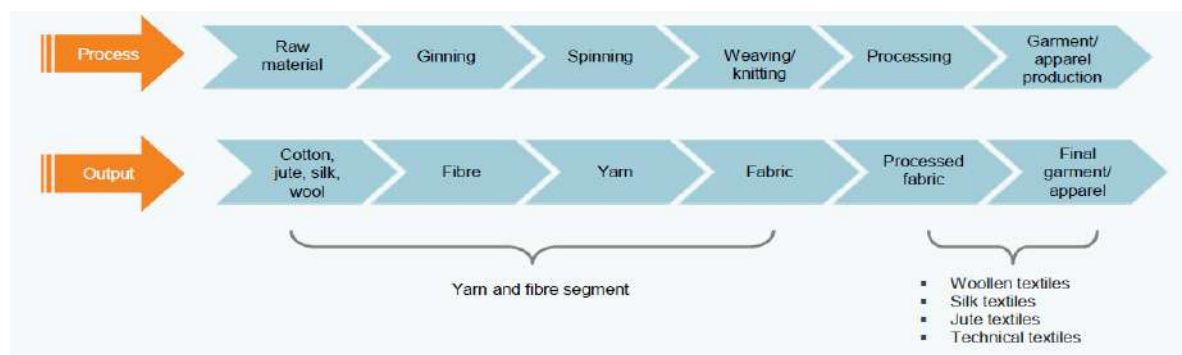 Process
Raw
material
Ginning
Spinning
Weaving/
knitting
Processing
Garment/
apparel
production
Output
Cotton,
jute, silk,
wool
Fibre
Yarn
Fabric
Processed
fabric
Final
garment/
apparel
Yarn and fibre segment
▪ Woollen textiles
▪ Silk textiles
▪ Jute textiles
▪ Technical textiles